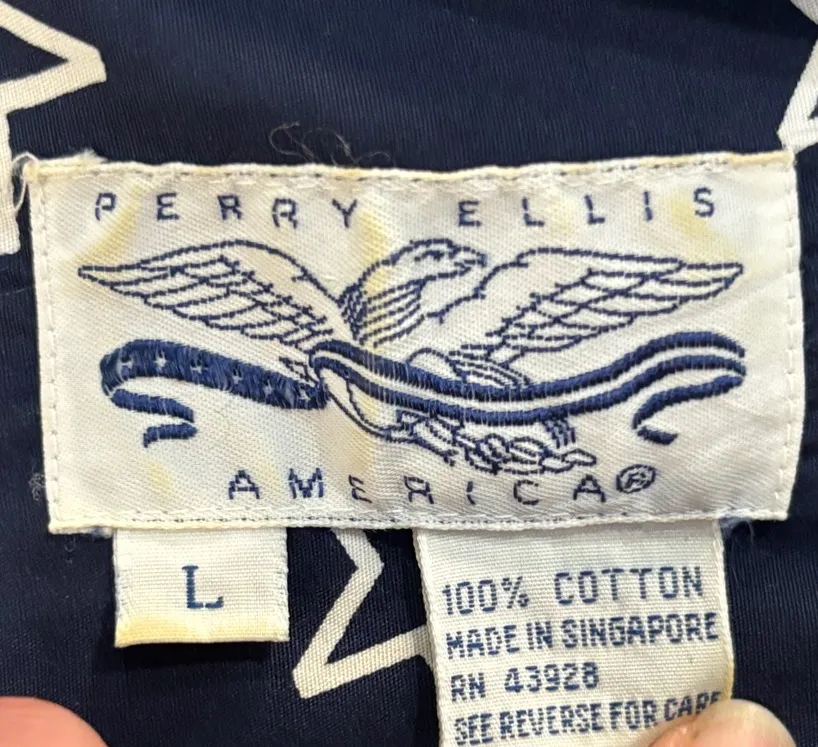 PERRY ELLIS
AMERICA®
L
100% COTTON
MADE IN SINGAPORE
RN 43928
SEE REVERSE FOR CARE